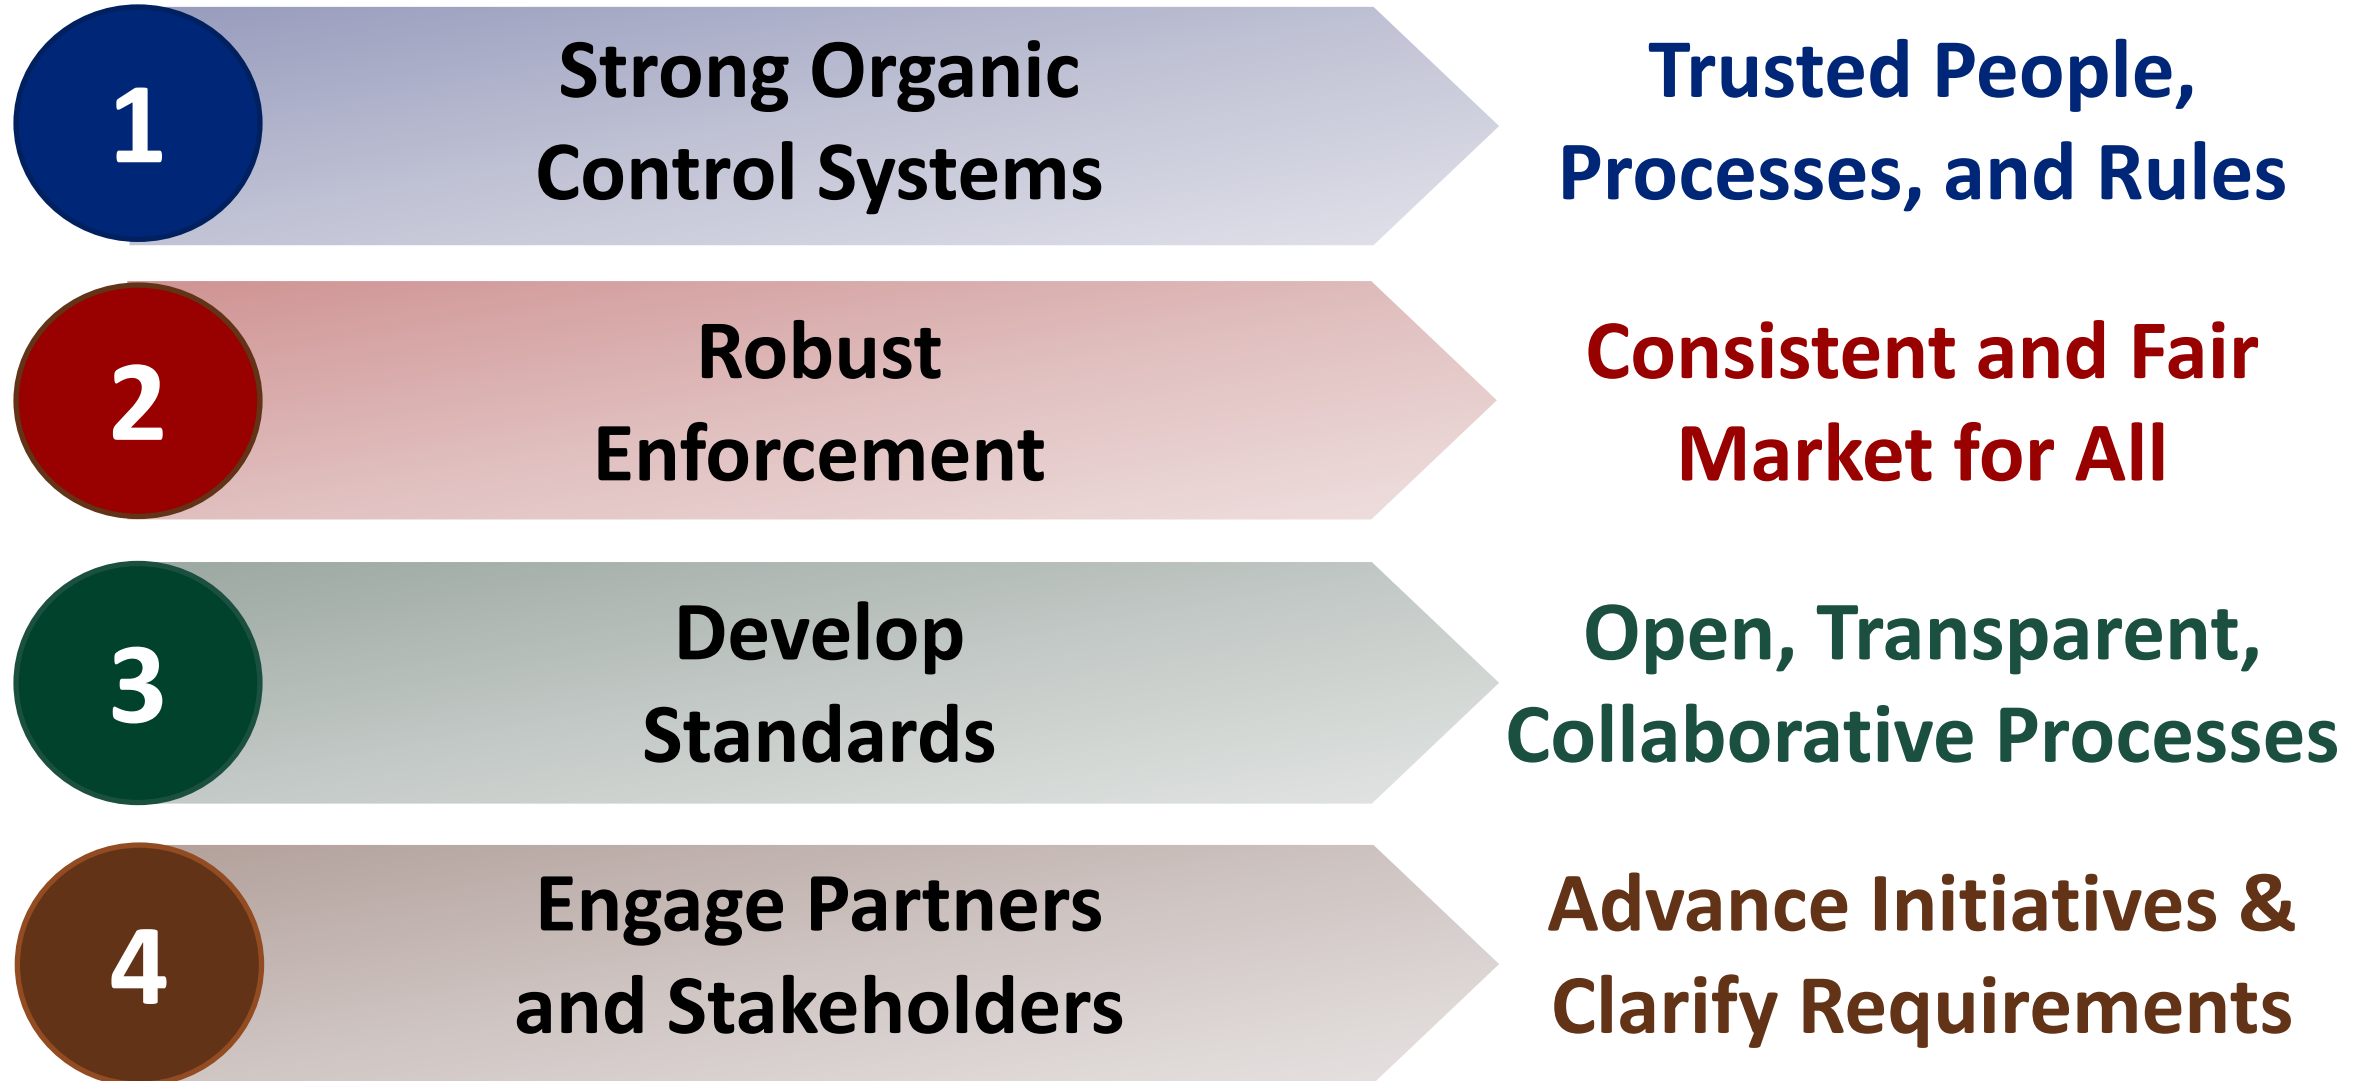 1
Strong Organic
Control Systems
Trusted People,
Processes, and Rules
2
Robust
Enforcement
Consistent and Fair
Market for All
3
Develop
Standards
Open, Transparent,
Collaborative Processes
4
Engage Partners
and Stakeholders
Advance Initiatives &
Clarify Requirements